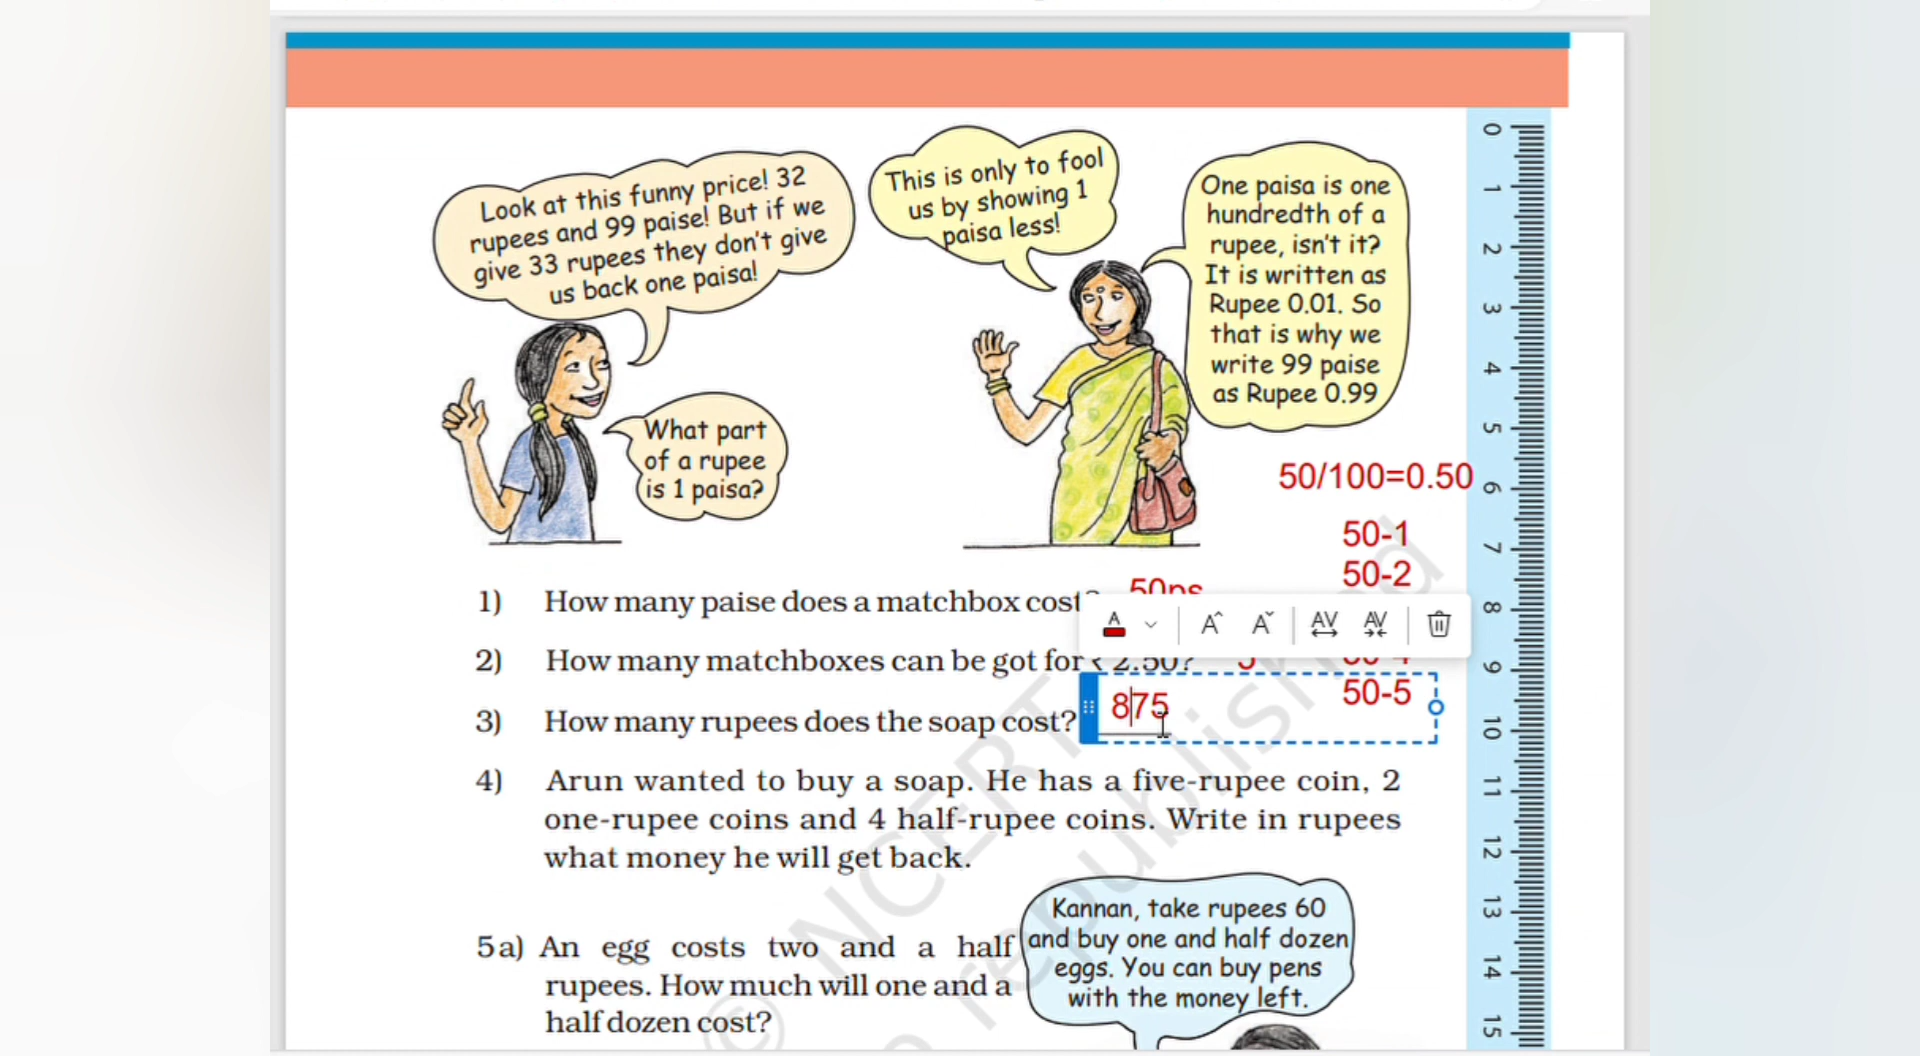 Look at this funny price! 32
rupees and 99 paise! But if we
give 33 rupees they don't give
us back one paisa!
This is only to fool
us by showing 1
paisa less!
One paisa is one
hundredth of a
rupee, isn't it?
It is written as
Rupee 0.01. So
that is why we
write 99 paise
as Rupee 0.99
What part
of a rupee
is 1 paisa?
50/100=0.50
50-1
50-2
50-5
1) How many paise does a matchbox cost? 50ps
2) How many matchboxes can be got for ₹ 2.50? 5
3) How many rupees does the soap cost? 875
4) Arun wanted to buy a soap. He has a five-rupee coin, 2
one-rupee coins and 4 half-rupee coins. Write in rupees
what money he will get back.
5 a) An egg costs two and a half
rupees. How much will one and a
half dozen cost?
Kannan, take rupees 60
and buy one and half dozen
eggs. You can buy pens
with the money left.
0
1
2
3
4
5
6
7
8
9
10
11
12
13
14
15
A A A AV AV
© NCERT
republished